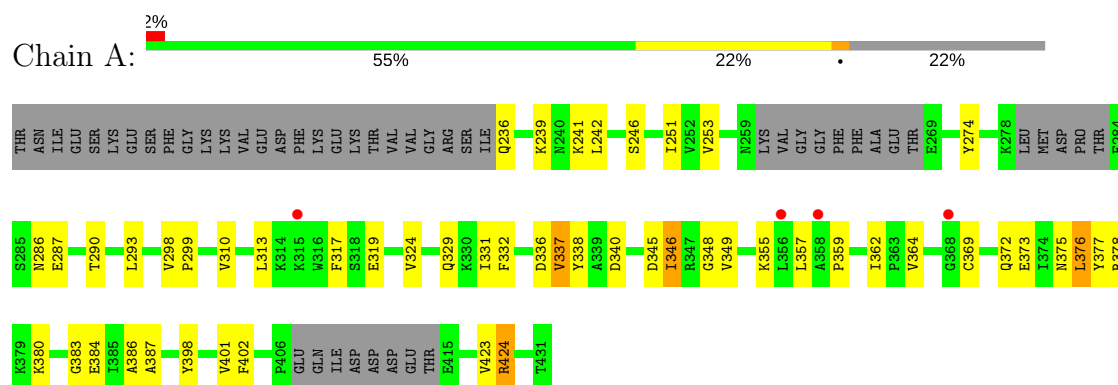 2%
Chain A:
55% 22% • 22%
THR ASN ILE GLU SER LYS GLU SER PHE GLY LYS LYS VAL GLU ASP PHE LYS GLU LYS THR VAL VAL GLY ARG SER ILE Q236 K239 N240 K241 L242 S246 I251 V252 V253 N259 LYS VAL GLY GLY PHE PHE ALA GLU THR E269 Y274 K278 LEU MET ASP PRO THR E284
S285 N286 E287 T290 L293 V298 P299 V310 L313 K314 K315 W316 F317 S318 E319 V324 Q329 K330 I331 F332 D336 V337 Y338 A339 D340 D345 I346 R347 G348 V349 K355 L356 L357 A358 P359 I362 P363 V364 G368 C369 Q372 E373 I374 N375 L376 Y377
K379 K380 G383 E384 I385 A386 A387 Y398 V401 F402 P406 GLU GLN ILE ASP ASP ASP GLU THR E415 V423 R424 T431